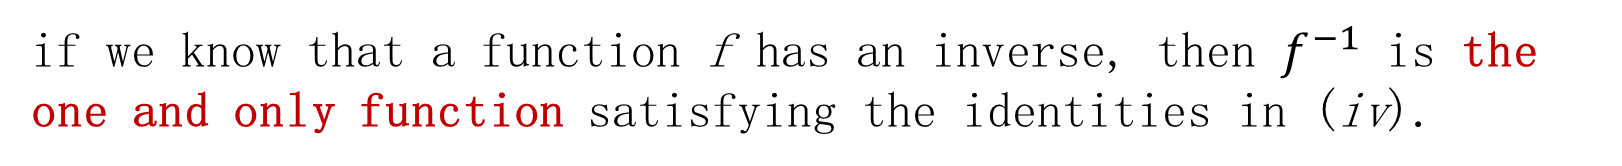 if we know that a function f has an inverse, then f⁻¹ is the
one and only function satisfying the identities in (iv).